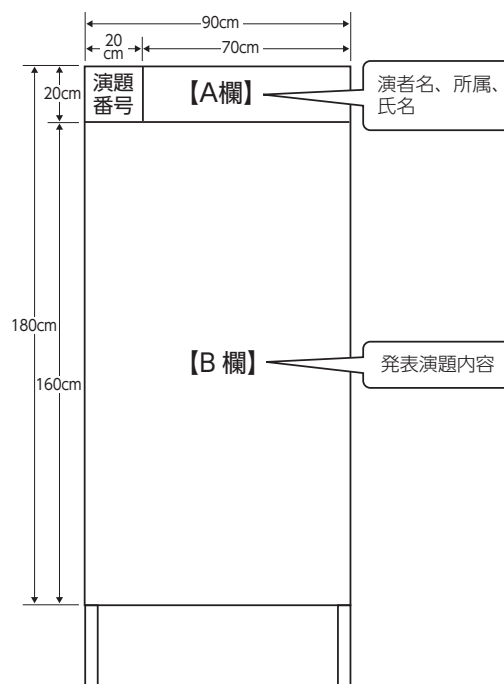 90cm
20
cm
70cm
20cm
演題
番号
【A欄】
演者名、所属、
氏名
180cm
160cm
【B 欄】
発表演題内容